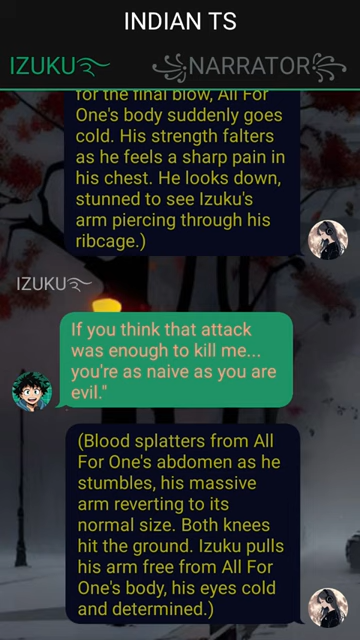 INDIAN TS
IZUKU NARRATOR
for the final blow, All For
One's body suddenly goes
cold. His strength falters
as he feels a sharp pain in
his chest. He looks down,
stunned to see Izuku's
arm piercing through his
ribcage.)
IZUKU
If you think that attack
was enough to kill me...
you're as naive as you are
evil."
(Blood splatters from All
For One's abdomen as he
stumbles, his massive
arm reverting to its
normal size. Both knees
hit the ground. Izuku pulls
his arm free from All For
One's body, his eyes cold
and determined.)